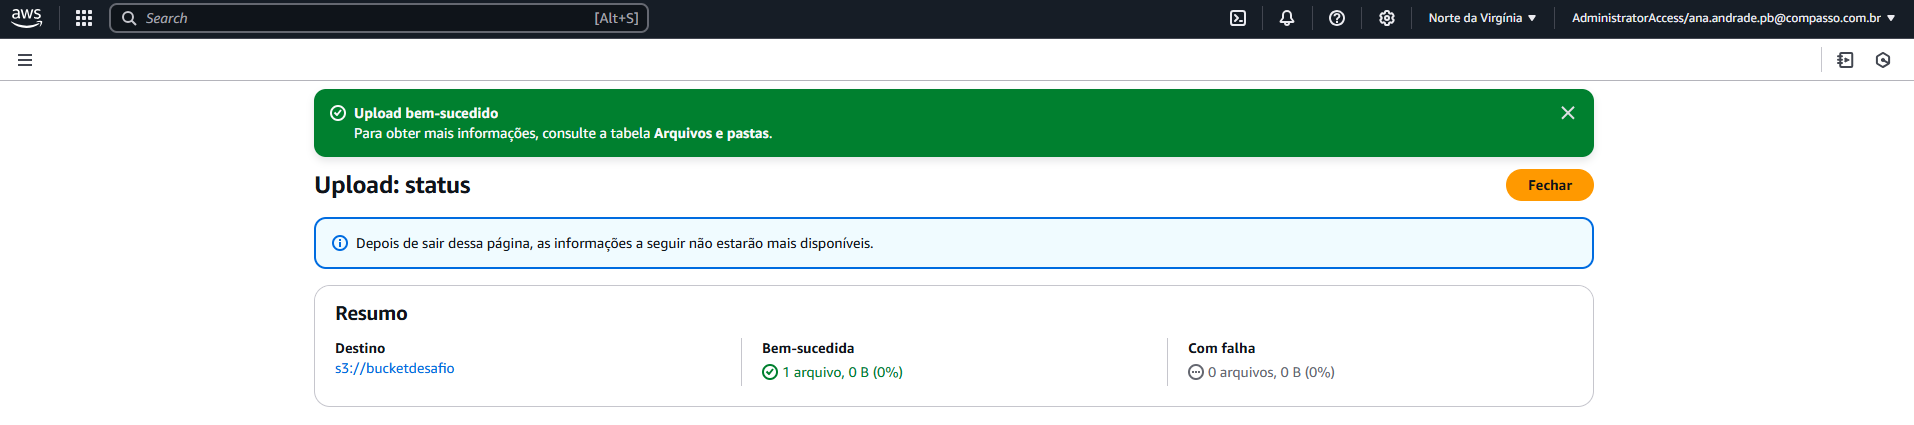 aws
Search
[Alt+S]
Norte da Virgínia
AdministratorAccess/ana.andrade.pb@compasso.com.br
Upload bem-sucedido
Para obter mais informações, consulte a tabela Arquivos e pastas.
Upload: status
Fechar
Depois de sair dessa página, as informações a seguir não estarão mais disponíveis.
Resumo
Destino
s3://bucketdesafio
Bem-sucedida
1 arquivo, 0 B (0%)
Com falha
0 arquivos, 0 B (0%)